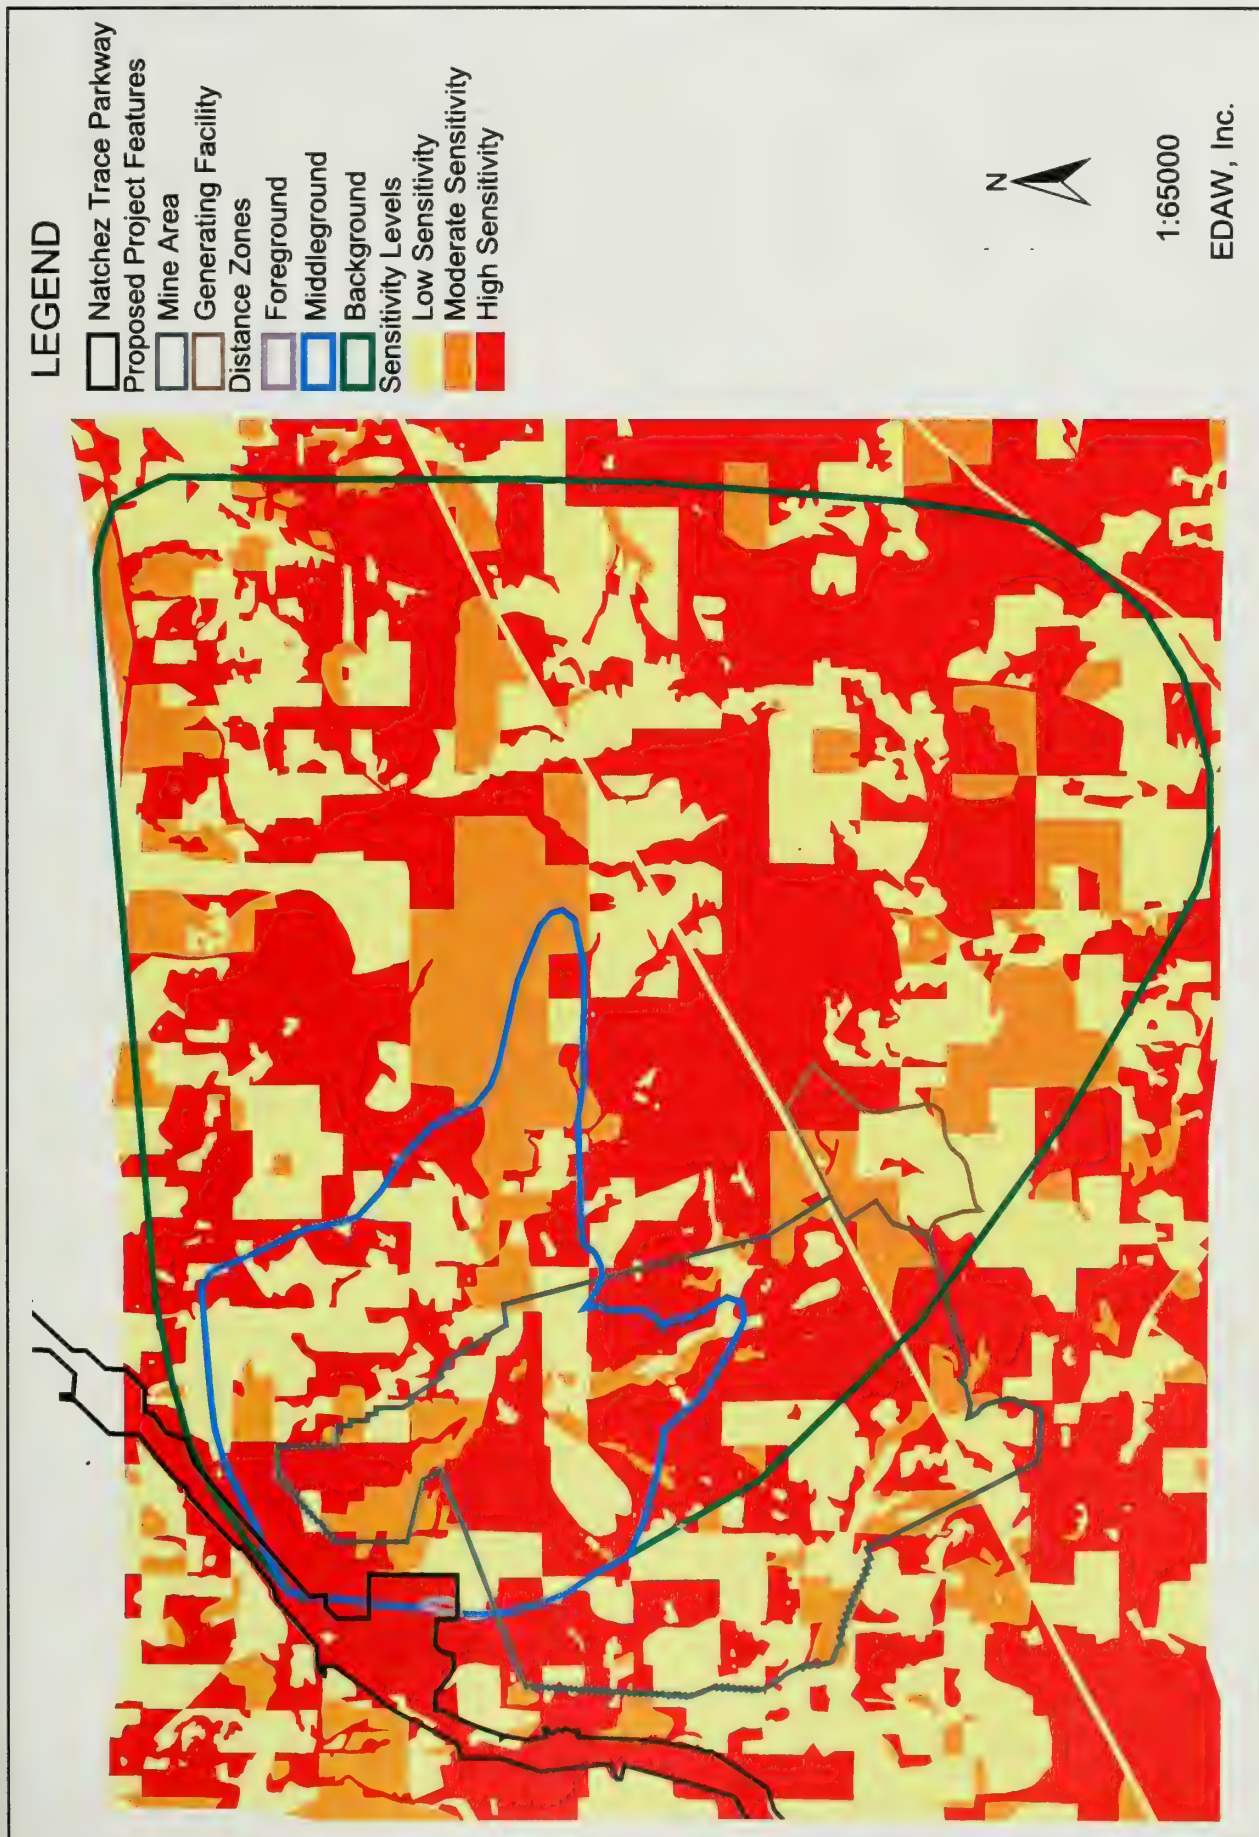 LEGEND
Natchez Trace Parkway
Proposed Project Features
Mine Area
Generating Facility
Distance Zones
Foreground
Middleground
Background
Sensitivity Levels
Low Sensitivity
Moderate Sensitivity
High Sensitivity
N
1:65000
EDAW, Inc.